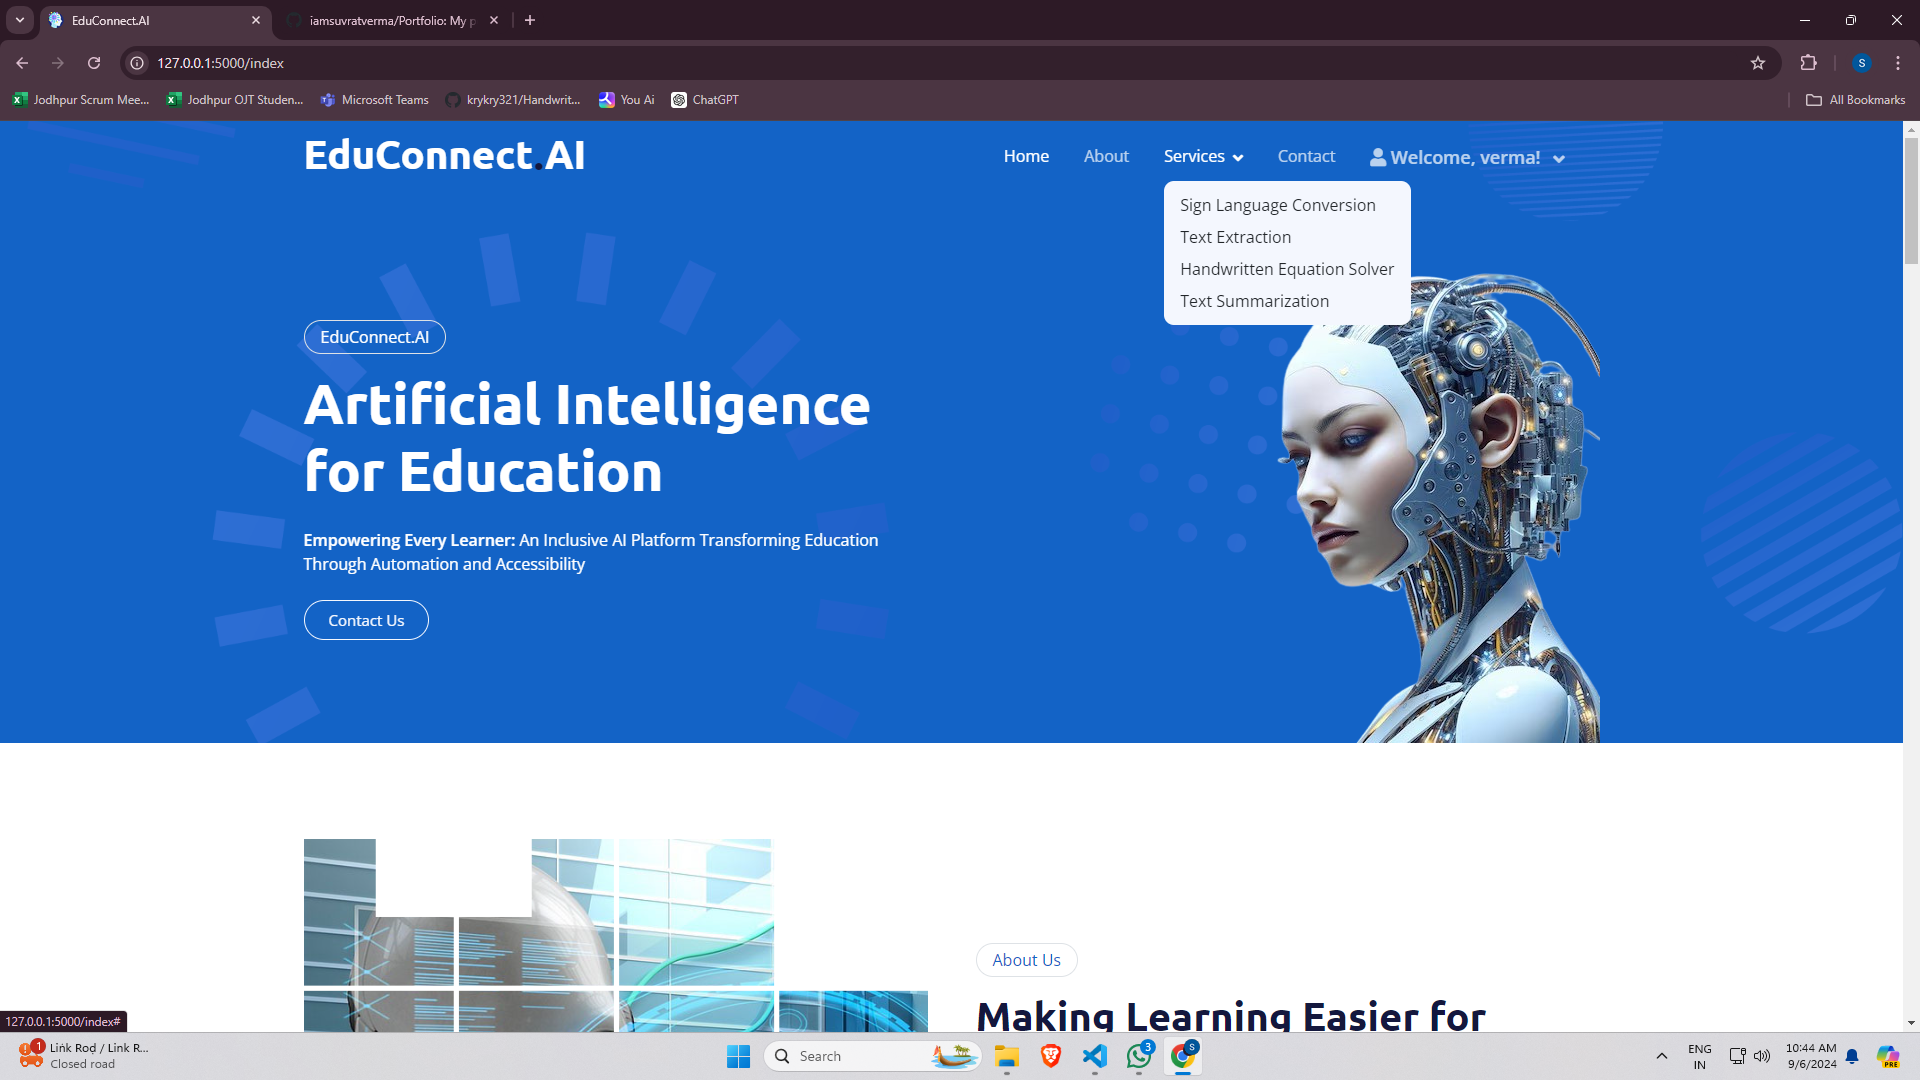 EduConnect.AI
iamsuvratverma/Portfolio: My p
127.0.0.1:5000/index
S
Jodhpur Scrum Mee...
Jodhpur OJT Studen...
Microsoft Teams
krykry321/Handwrit...
You Ai
ChatGPT
All Bookmarks
EduConnect.AI
Home
About
Services
Contact
Welcome, verma!
Sign Language Conversion
Text Extraction
Handwritten Equation Solver
Text Summarization
EduConnect.AI
Artificial Intelligence
for Education
Empowering Every Learner: An Inclusive AI Platform Transforming Education
Through Automation and Accessibility
Contact Us
About Us
Making Learning Easier for
127.0.0.1:5000/index#
1
Closed road
Search
3
S
ENG
IN
10:44 AM
9/6/2024
PRE